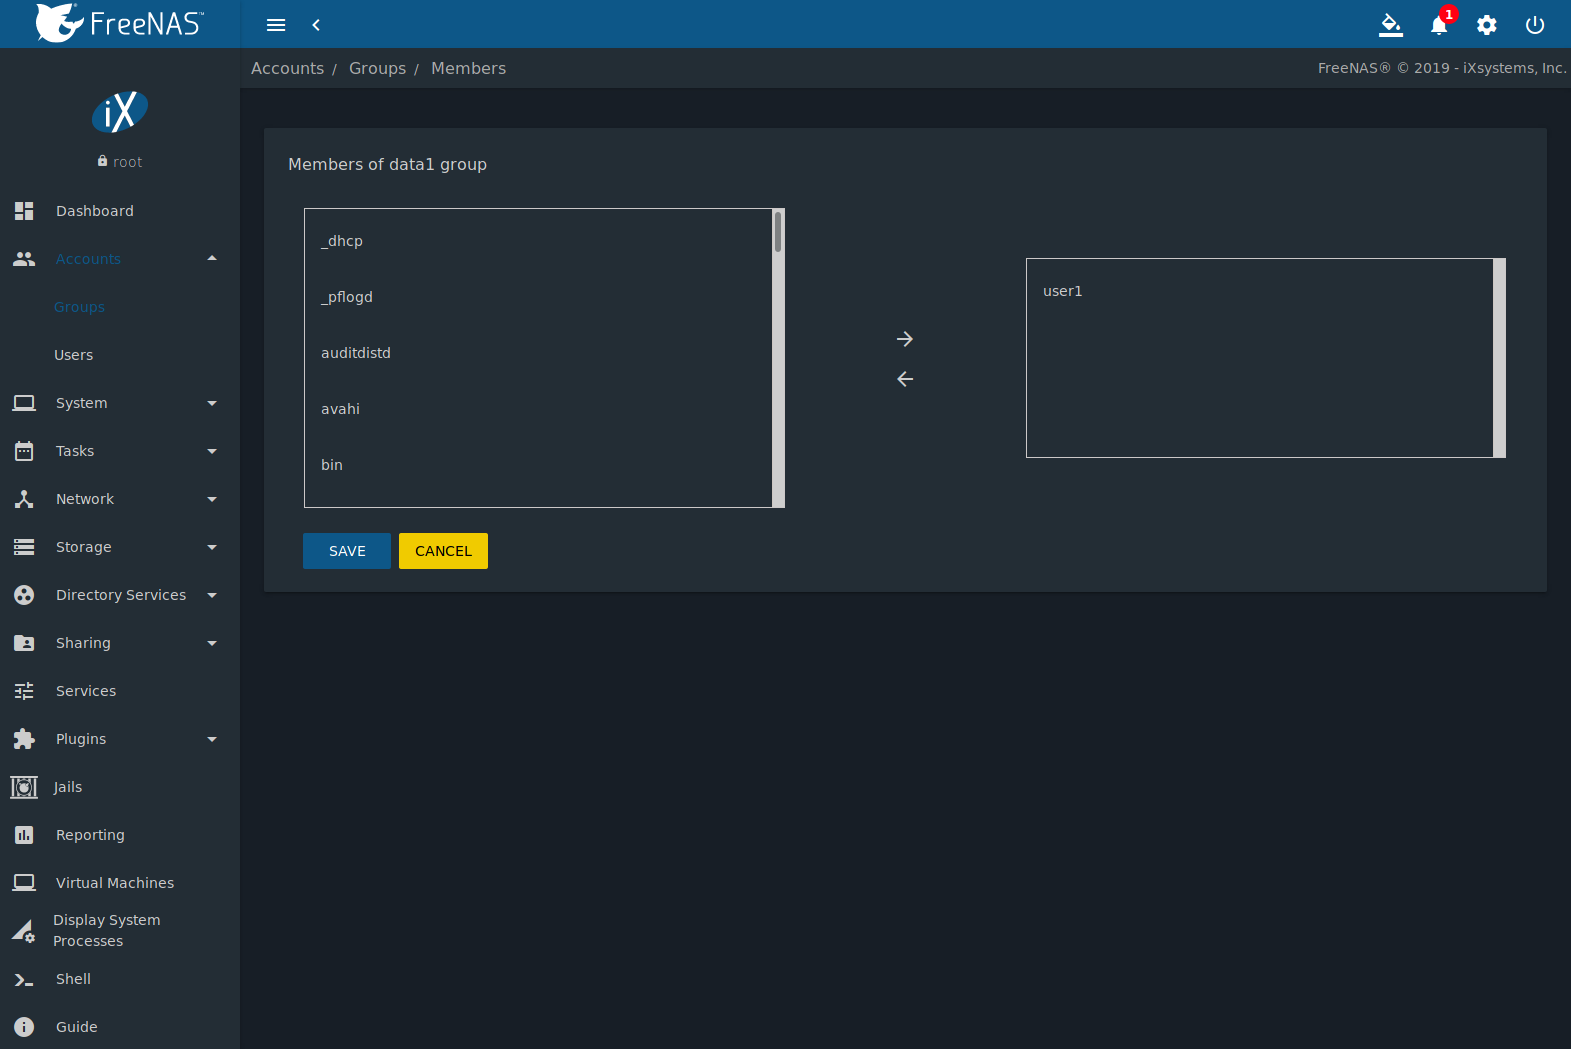 FreeNAS™
1
Accounts / Groups / Members
FreeNAS® © 2019 - iXsystems, Inc.
iX
root
Dashboard
Accounts
Groups
Users
System
Tasks
Network
Storage
Directory Services
Sharing
Services
Plugins
Jails
Reporting
Virtual Machines
Display System
Processes
Shell
Guide
Members of data1 group
_dhcp
_pflogd
auditdistd
avahi
bin
user1
SAVE
CANCEL